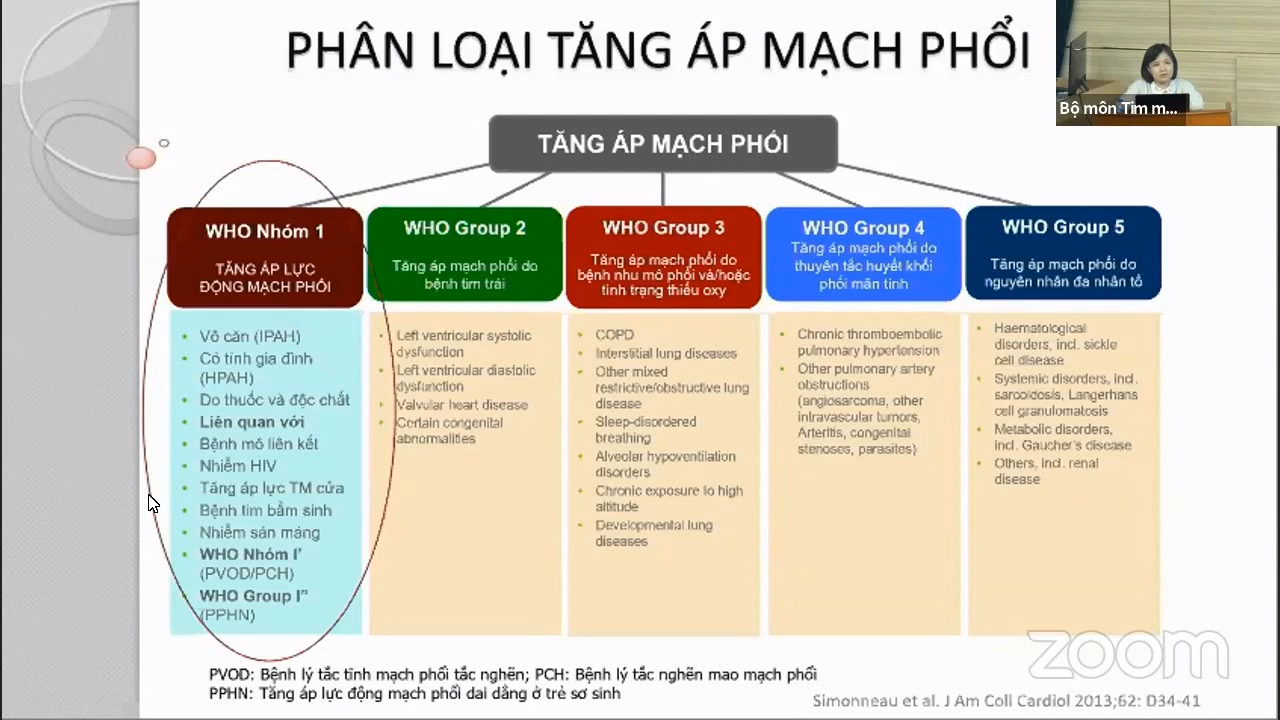 PHÂN LOẠI TĂNG ÁP MẠCH PHỔI
Bộ môn Tim m...
TĂNG ÁP MẠCH PHỔI
WHO Nhóm 1
TĂNG ÁP LỰC
ĐỘNG MẠCH PHỔI
Vô căn (IPAH)
Có tính gia đình
(HPAH)
Do thuốc và độc chất
Liên quan với
Bệnh mô liên kết
Nhiễm HIV
Tăng áp lực TM cửa
Bệnh tim bẩm sinh
Nhiễm sán máng
WHO Nhóm I'
(PVOD/PCH)
WHO Group I"
(PPHN)
WHO Group 2
Tăng áp mạch phổi do
bệnh tim trái
Left ventricular systolic
dysfunction
Left ventricular diastolic
dysfunction
Valvular heart disease
Certain congenital
abnormalities
WHO Group 3
Tăng áp mạch phổi do
bệnh nhu mô phổi và/hoặc
tình trạng thiếu oxy
COPD
Interstitial lung diseases
Other mixed
restrictive/obstructive lung
disease
Sleep-disordered
breathing
Alveolar hypoventilation
disorders
Chronic exposure to high
altitude
Developmental lung
diseases
WHO Group 4
Tăng áp mạch phổi do
thuyên tắc huyết khối
phổi mãn tính
Chronic thromboembolic
pulmonary hypertension
Other pulmonary artery
obstructions
(angiosarcoma, other
intravascular tumors,
Arteritis, congenital
stenoses, parasites)
WHO Group 5
Tăng áp mạch phổi do
nguyên nhân đa nhân tố
Haematological
disorders, incl. sickle
cell disease
Systemic disorders, incl.
sarcoidosis, Langerhans
cell granulomatosis
Metabolic disorders,
incl. Gaucher's disease
Others, incl. renal
disease
PVOD: Bệnh lý tắc tĩnh mạch phổi tắc nghẽn; PCH: Bệnh lý tắc nghẽn mao mạch phổi
PPHN: Tăng áp lực động mạch phổi dai dẳng ở trẻ sơ sinh
zoom
Simonneau et al. J Am Coll Cardiol 2013;62: D34-41